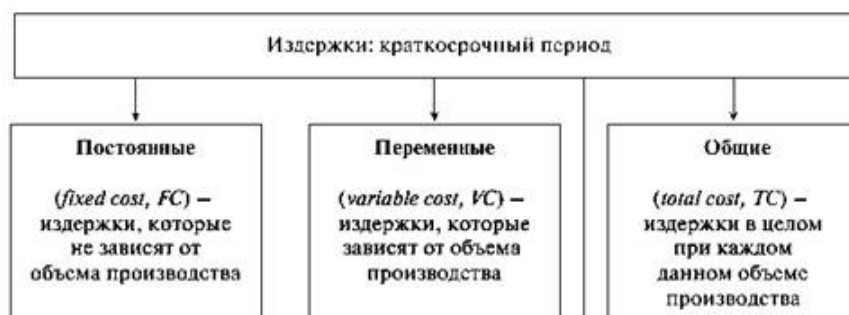 Издержки: краткосрочный период
Постоянные
(fixed cost, FC) –
издержки, которые
не зависят от
объема производства
Переменные
(variable cost, VC) –
издержки, которые
зависят от объема
производства
Общие
(total cost, TC) –
издержки в целом
при каждом
данном объеме
производства